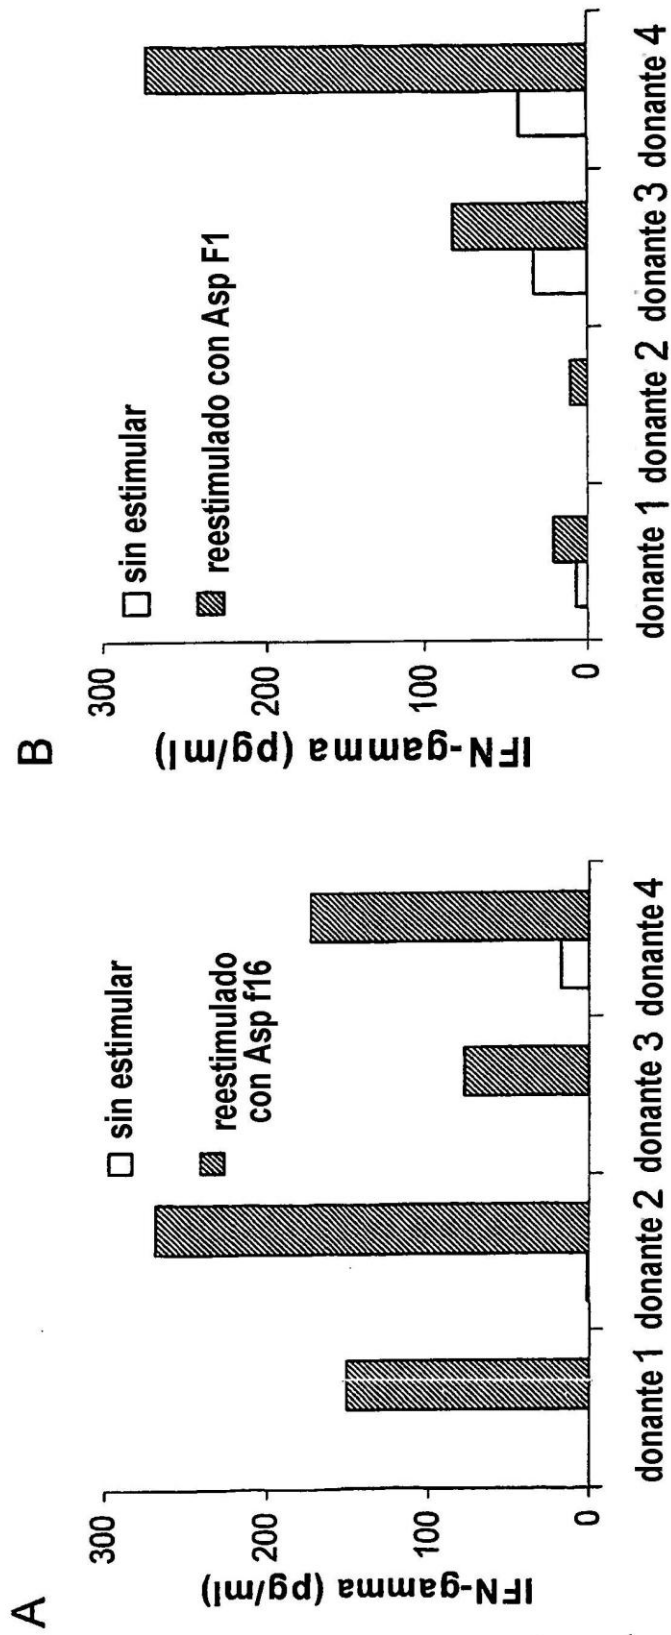 A
IFN-gamma (pg/ml)
300
200
100
0
sin estimular
reestimulado
con Asp f16
donante 1 donante 2 donante 3 donante 4
B
IFN-gamma (pg/ml)
300
200
100
0
sin estimular
reestimulado con Asp F1
donante 1 donante 2 donante 3 donante 4